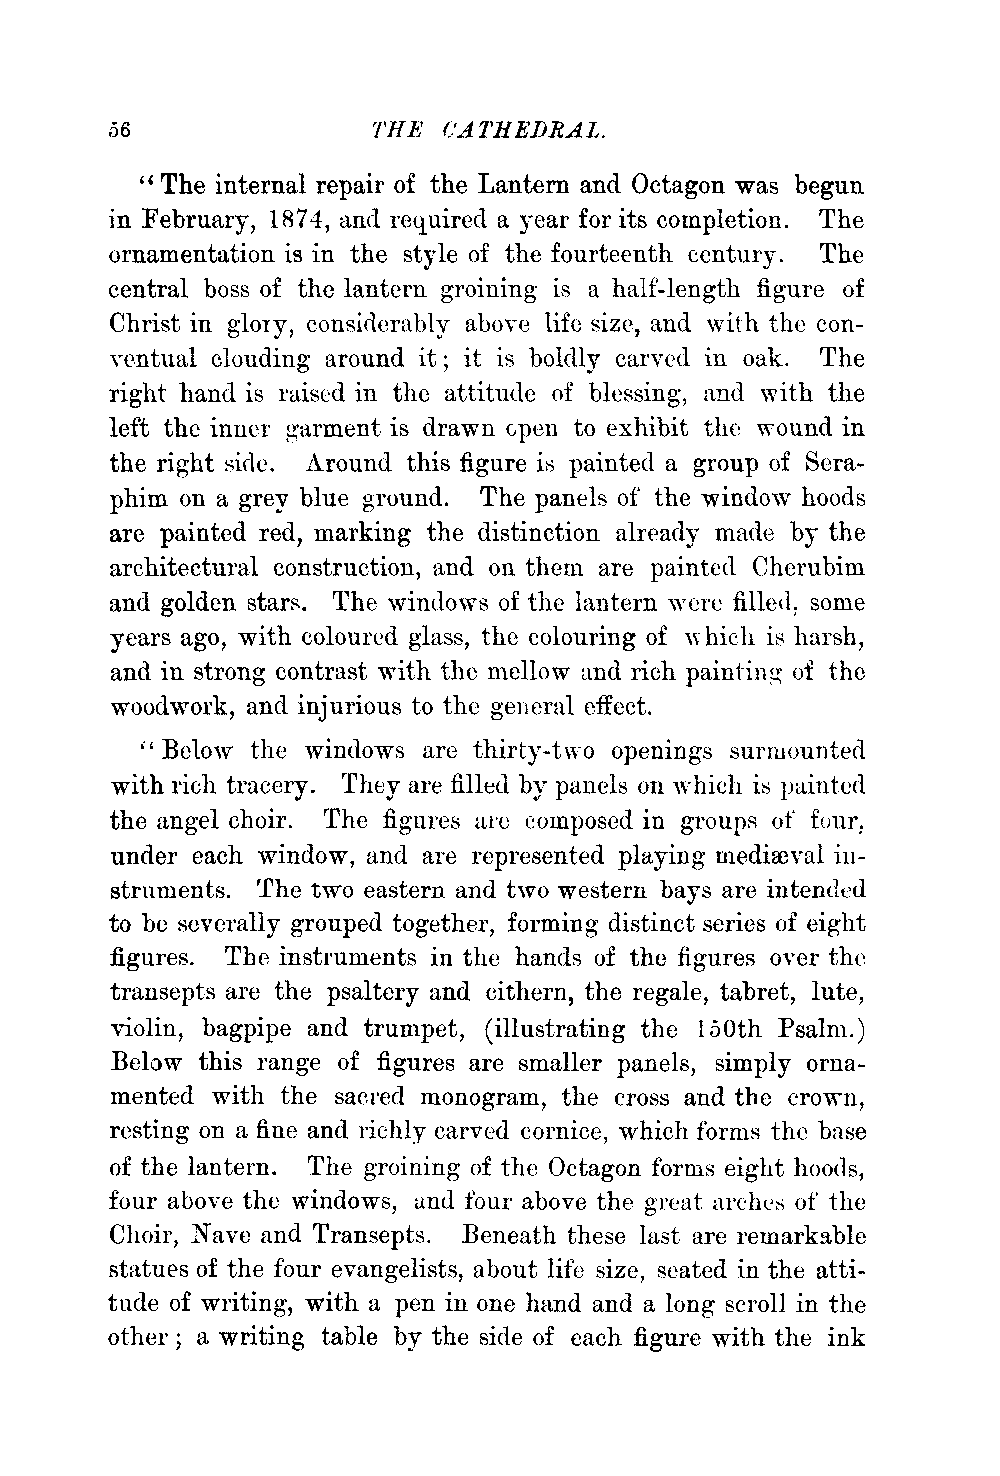 56 THE CATHEDRAL.
“The internal repair of the Lantern and Octagon was begun
in February, 1874, and required a year for its completion. The
ornamentation is in the style of the fourteenth century. The
central boss of the lantern groining is a half-length figure of
Christ in glory, considerably above life size, and with the con-
ventual clouding around it; it is boldly carved in oak. The
right hand is raised in the attitude of blessing, and with the
left the inner garment is drawn open to exhibit the wound in
the right side. Around this figure is painted a group of Sera-
phim on a grey blue ground. The panels of the window hoods
are painted red, marking the distinction already made by the
architectural construction, and on them are painted Cherubim
and golden stars. The windows of the lantern were filled, some
years ago, with coloured glass, the colouring of which is harsh,
and in strong contrast with the mellow and rich painting of the
woodwork, and injurious to the general effect.
“Below the windows are thirty-two openings surmounted
with rich tracery. They are filled by panels on which is painted
the angel choir. The figures are composed in groups of four,
under each window, and are represented playing mediæval in-
struments. The two eastern and two western bays are intended
to be severally grouped together, forming distinct series of eight
figures. The instruments in the hands of the figures over the
transepts are the psaltery and cithern, the regale, tabret, lute,
violin, bagpipe and trumpet, (illustrating the 150th Psalm.)
Below this range of figures are smaller panels, simply orna-
mented with the sacred monogram, the cross and the crown,
resting on a fine and richly carved cornice, which forms the base
of the lantern. The groining of the Octagon forms eight hoods,
four above the windows, and four above the great arches of the
Choir, Nave and Transepts. Beneath these last are remarkable
statues of the four evangelists, about life size, seated in the atti-
tude of writing, with a pen in one hand and a long scroll in the
other; a writing table by the side of each figure with the ink